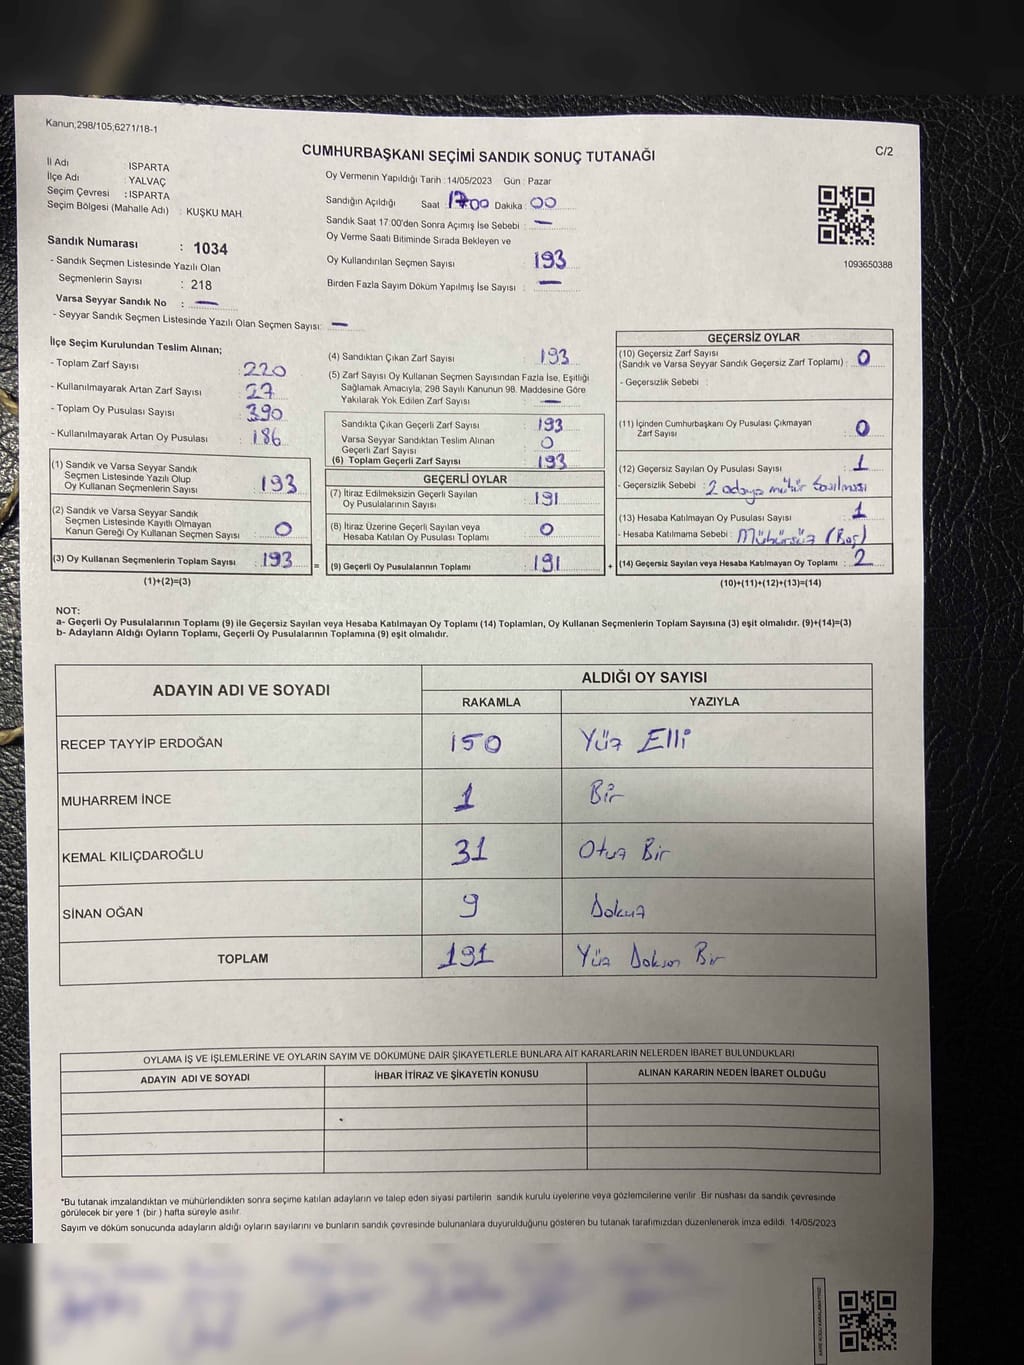 Kanun;298/105;6271/18-1
CUMHURBAŞKANI SEÇİMİ SANDIK SONUÇ TUTANAĞI
C/2
İl Adı : ISPARTA
İlçe Adı : YALVAÇ
Seçim Çevresi : ISPARTA
Seçim Bölgesi (Mahalle Adı) : KUŞKU MAH.
Sandık Numarası : 1034
- Sandık Seçmen Listesinde Yazılı Olan
Seçmenlerin Sayısı : 218
Varsa Seyyar Sandık No : —
- Seyyar Sandık Seçmen Listesinde Yazılı Olan Seçmen Sayısı: —
Oy Vermenin Yapıldığı Tarih : 14/05/2023 Gün : Pazar
Sandığın Açıldığı Saat : 1700 Dakika : 00
Sandık Saat 17:00'den Sonra Açımış İse Sebebi : —
Oy Verme Saati Bitiminde Sırada Bekleyen ve
Oy Kullandırılan Seçmen Sayısı 193
Birden Fazla Sayım Döküm Yapılmış İse Sayısı : —
1093650388
İlçe Seçim Kurulundan Teslim Alınan;
- Toplam Zarf Sayısı : 220
- Kullanılmayarak Artan Zarf Sayısı : 27
- Toplam Oy Pusulası Sayısı : 390
- Kullanılmayarak Artan Oy Pusulası : 186
(1) Sandık ve Varsa Seyyar Sandık
Seçmen Listesinde Yazılı Olup
Oy Kullanan Seçmenlerin Sayısı : 193
(2) Sandık ve Varsa Seyyar Sandık
Seçmen Listesinde Kayıtlı Olmayan
Kanun Gereği Oy Kullanan Seçmen Sayısı : 0
(3) Oy Kullanan Seçmenlerin Toplam Sayısı : 193
(1)+(2)=(3)
(4) Sandıktan Çıkan Zarf Sayısı : 193
(5) Zarf Sayısı Oy Kullanan Seçmen Sayısından Fazla İse, Eşitliği
Sağlamak Amacıyla, 298 Sayılı Kanunun 98. Maddesine Göre
Yakılarak Yok Edilen Zarf Sayısı : —
Sandıkta Çıkan Geçerli Zarf Sayısı : 193
Varsa Seyyar Sandıktan Teslim Alınan
Geçerli Zarf Sayısı : 0
(6) Toplam Geçerli Zarf Sayısı : 193
GEÇERLİ OYLAR
(7) İtiraz Edilmeksizin Geçerli Sayılan
Oy Pusulalarının Sayısı : 191
(8) İtiraz Üzerine Geçerli Sayılan veya
Hesaba Katılan Oy Pusulası Toplamı : 0
= (9) Geçerli Oy Pusulalarının Toplamı : 191
GEÇERSİZ OYLAR
(10) Geçersiz Zarf Sayısı
(Sandık ve Varsa Seyyar Sandık Geçersiz Zarf Toplamı) : 0
- Geçersizlik Sebebi :
(11) İçinden Cumhurbaşkanı Oy Pusulası Çıkmayan
Zarf Sayısı : 0
(12) Geçersiz Sayılan Oy Pusulası Sayısı : 1
- Geçersizlik Sebebi : 2 adaya mühür basılması
(13) Hesaba Katılmayan Oy Pusulası Sayısı : 1
- Hesaba Katılmama Sebebi : Mühürsüz (Boş)
+ (14) Geçersiz Sayılan veya Hesaba Katılmayan Oy Toplamı : 2
(10)+(11)+(12)+(13)=(14)
NOT:
a- Geçerli Oy Pusulalarının Toplamı (9) ile Geçersiz Sayılan veya Hesaba Katılmayan Oy Toplamı (14) Toplamları, Oy Kullanan Seçmenlerin Toplam Sayısına (3) eşit olmalıdır. (9)+(14)=(3)
b- Adayların Aldığı Oyların Toplamı, Geçerli Oy Pusulalarının Toplamına (9) eşit olmalıdır.
ADAYIN ADI VE SOYADI ALDIĞI OY SAYISI
RAKAMLA YAZIYLA
RECEP TAYYİP ERDOĞAN 150 Yüz Elli
MUHARREM İNCE 1 Bir
KEMAL KILIÇDAROĞLU 31 Otuz Bir
SİNAN OĞAN 9 Dokuz
TOPLAM 191 Yüz Doksan Bir
OYLAMA İŞ VE İŞLEMLERİNE VE OYLARIN SAYIM VE DÖKÜMÜNE DAİR ŞİKAYETLERLE BUNLARA AİT KARARLARIN NELERDEN İBARET BULUNDUKLARI
ADAYIN ADI VE SOYADI İHBAR İTİRAZ VE ŞİKAYETİN KONUSU ALINAN KARARIN NEDEN İBARET OLDUĞU
*Bu tutanak imzalandıktan ve mühürlendikten sonra seçime katılan adayların ve talep eden siyasi partilerin sandık kurulu üyelerine veya gözlemcilerine verilir. Bir nüshası da sandık çevresinde
görülecek bir yere 1 (bir ) hafta süreyle asılır.
Sayım ve döküm sonucunda adayların aldığı oyların sayılarını ve bunların sandık çevresinde bulunanlara duyurulduğunu gösteren bu tutanak tarafımızdan düzenlenerek imza edildi. 14/05/2023